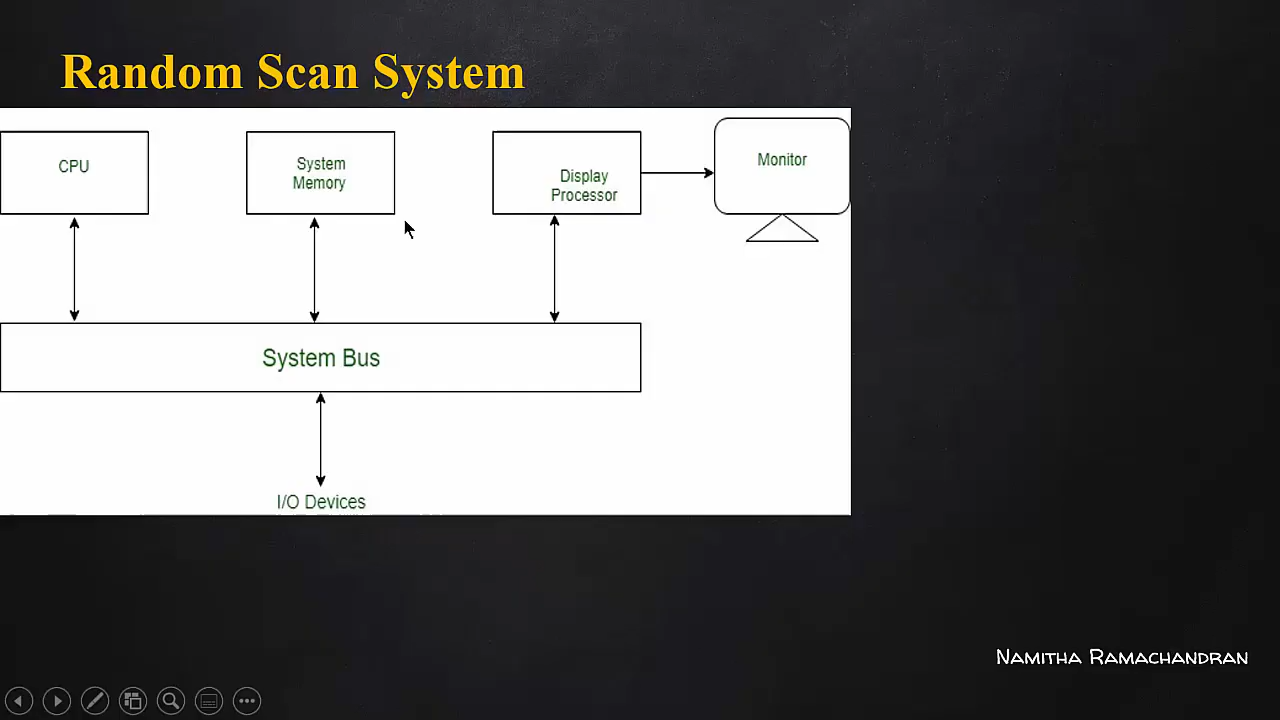 Random Scan System
CPU
System
Memory
Display
Processor
Monitor
System Bus
I/O Devices
Namitha Ramachandran